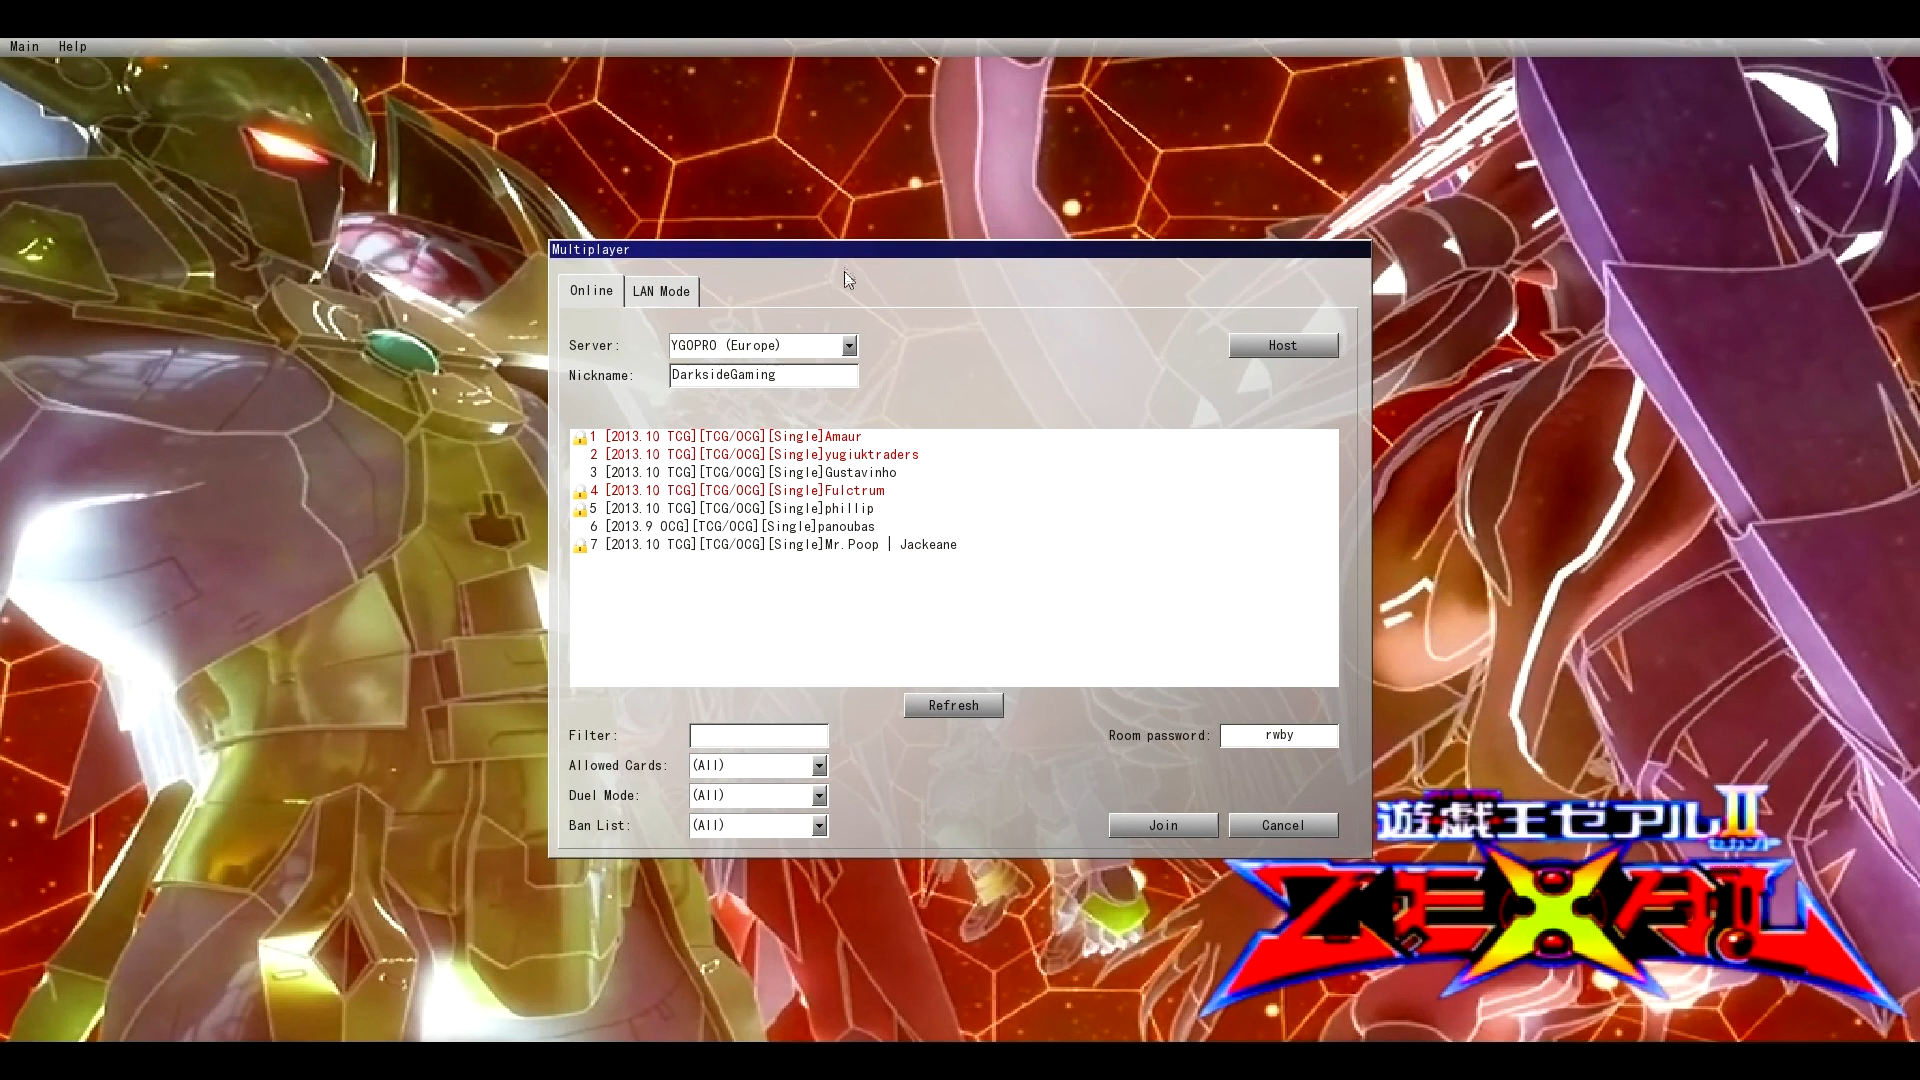 Main Help
Multiplayer
Online LAN Mode
Server: YGOPRO (Europe) Host
Nickname: DarksideGaming
1 [2013.10 TCG][TCG/OCG][Single]Amaur
2 [2013.10 TCG][TCG/OCG][Single]yugiuktraders
3 [2013.10 TCG][TCG/OCG][Single]Gustavinho
4 [2013.10 TCG][TCG/OCG][Single]Fulctrum
5 [2013.10 TCG][TCG/OCG][Single]phillip
6 [2013.9 OCG][TCG/OCG][Single]panoubas
7 [2013.10 TCG][TCG/OCG][Single]Mr.Poop | Jackeane
Refresh
Filter: Room password: rwby
Allowed Cards: (All)
Duel Mode: (All)
Ban List: (All) Join Cancel
遊戯王ゼアルII
セカンド
ZEXAL